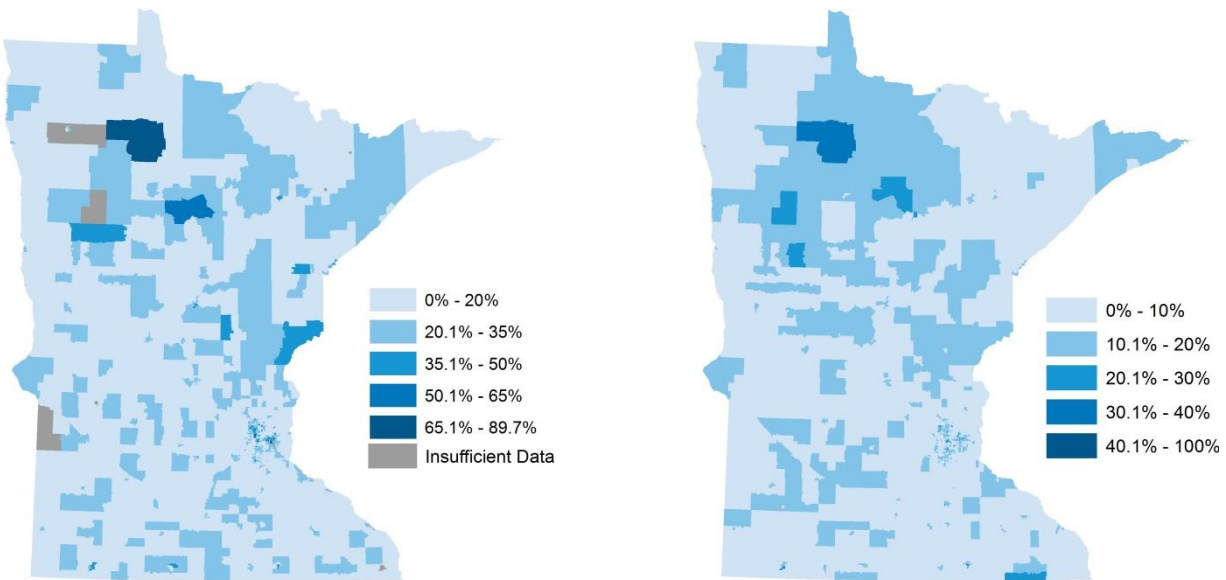 0% - 20%
20.1% - 35%
35.1% - 50%
50.1% - 65%
65.1% - 89.7%
Insufficient Data
0% - 10%
10.1% - 20%
20.1% - 30%
30.1% - 40%
40.1% - 100%